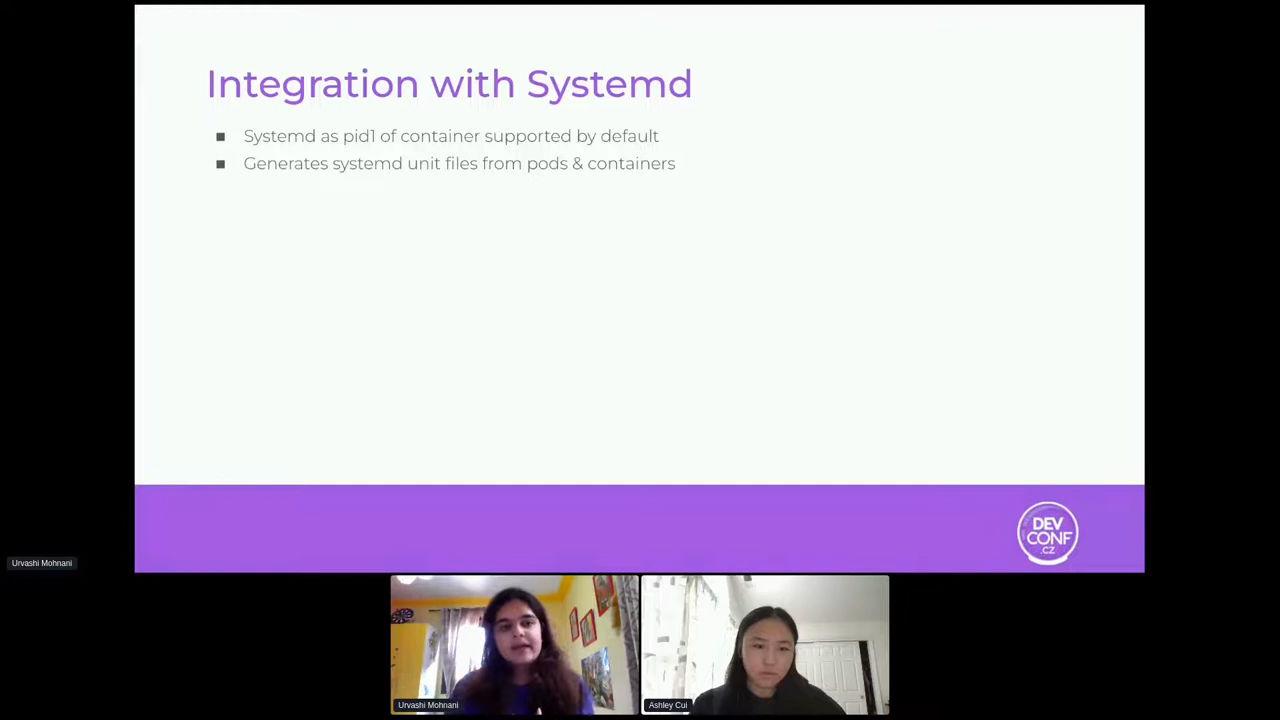 Integration with Systemd
■ Systemd as pid1 of container supported by default
■ Generates systemd unit files from pods & containers
DEV
CONF
.CZ
Urvashi Mohnani
Urvashi Mohnani
Ashley Cui